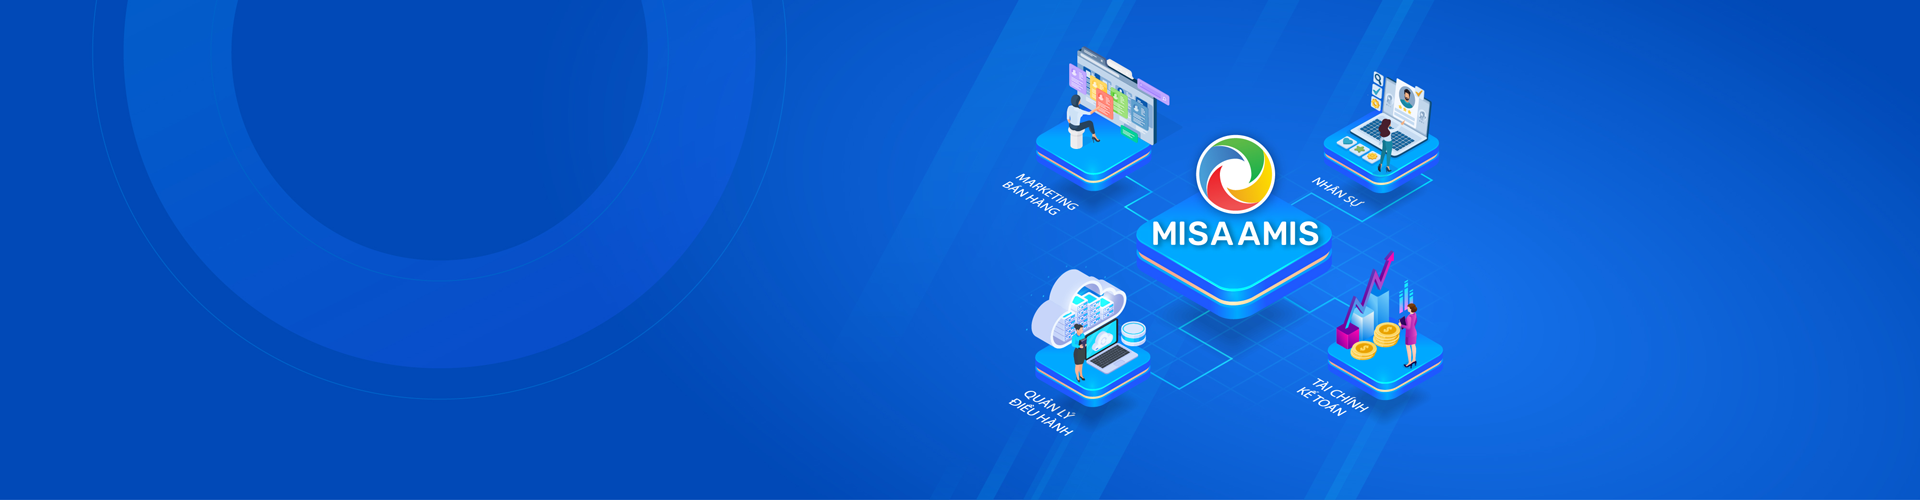 MARKETING
BÁN HÀNG
NHÂN SỰ
MISA AMIS
QUẢN LÝ
ĐIỀU HÀNH
TÀI CHÍNH
KẾ TOÁN